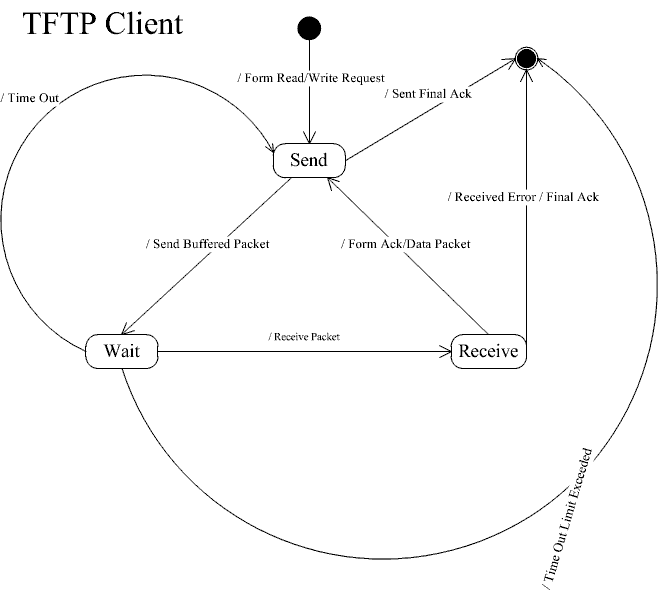 TFTP Client
/ Form Read/Write Request
/ Time Out
/ Sent Final Ack
Send
/ Received Error / Final Ack
/ Send Buffered Packet
/ Form Ack/Data Packet
/ Receive Packet
Wait
Receive
/ Time Out Limit Exceeded